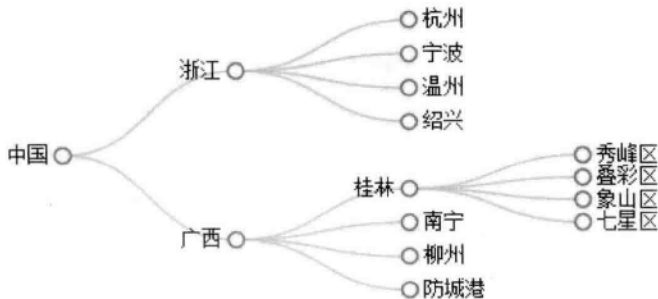 中国
浙江
杭州
宁波
温州
绍兴
广西
桂林
秀峰区
叠彩区
象山区
七星区
南宁
柳州
防城港